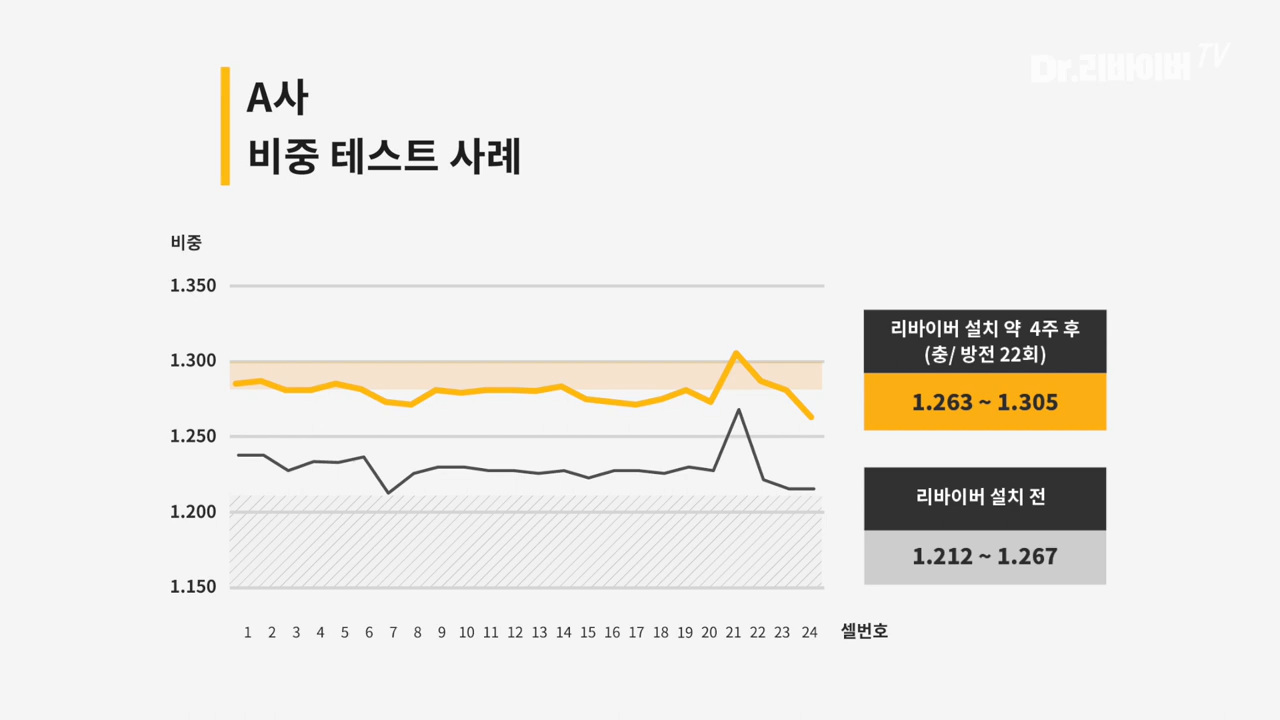 Dr.리바이버 TV
A사
비중 테스트 사례
비중
1.350
1.300
1.250
1.200
1.150
1 2 3 4 5 6 7 8 9 10 11 12 13 14 15 16 17 18 19 20 21 22 23 24
셀번호
리바이버 설치 약 4주 후
(충/ 방전 22회)
1.263 ~ 1.305
리바이버 설치 전
1.212 ~ 1.267